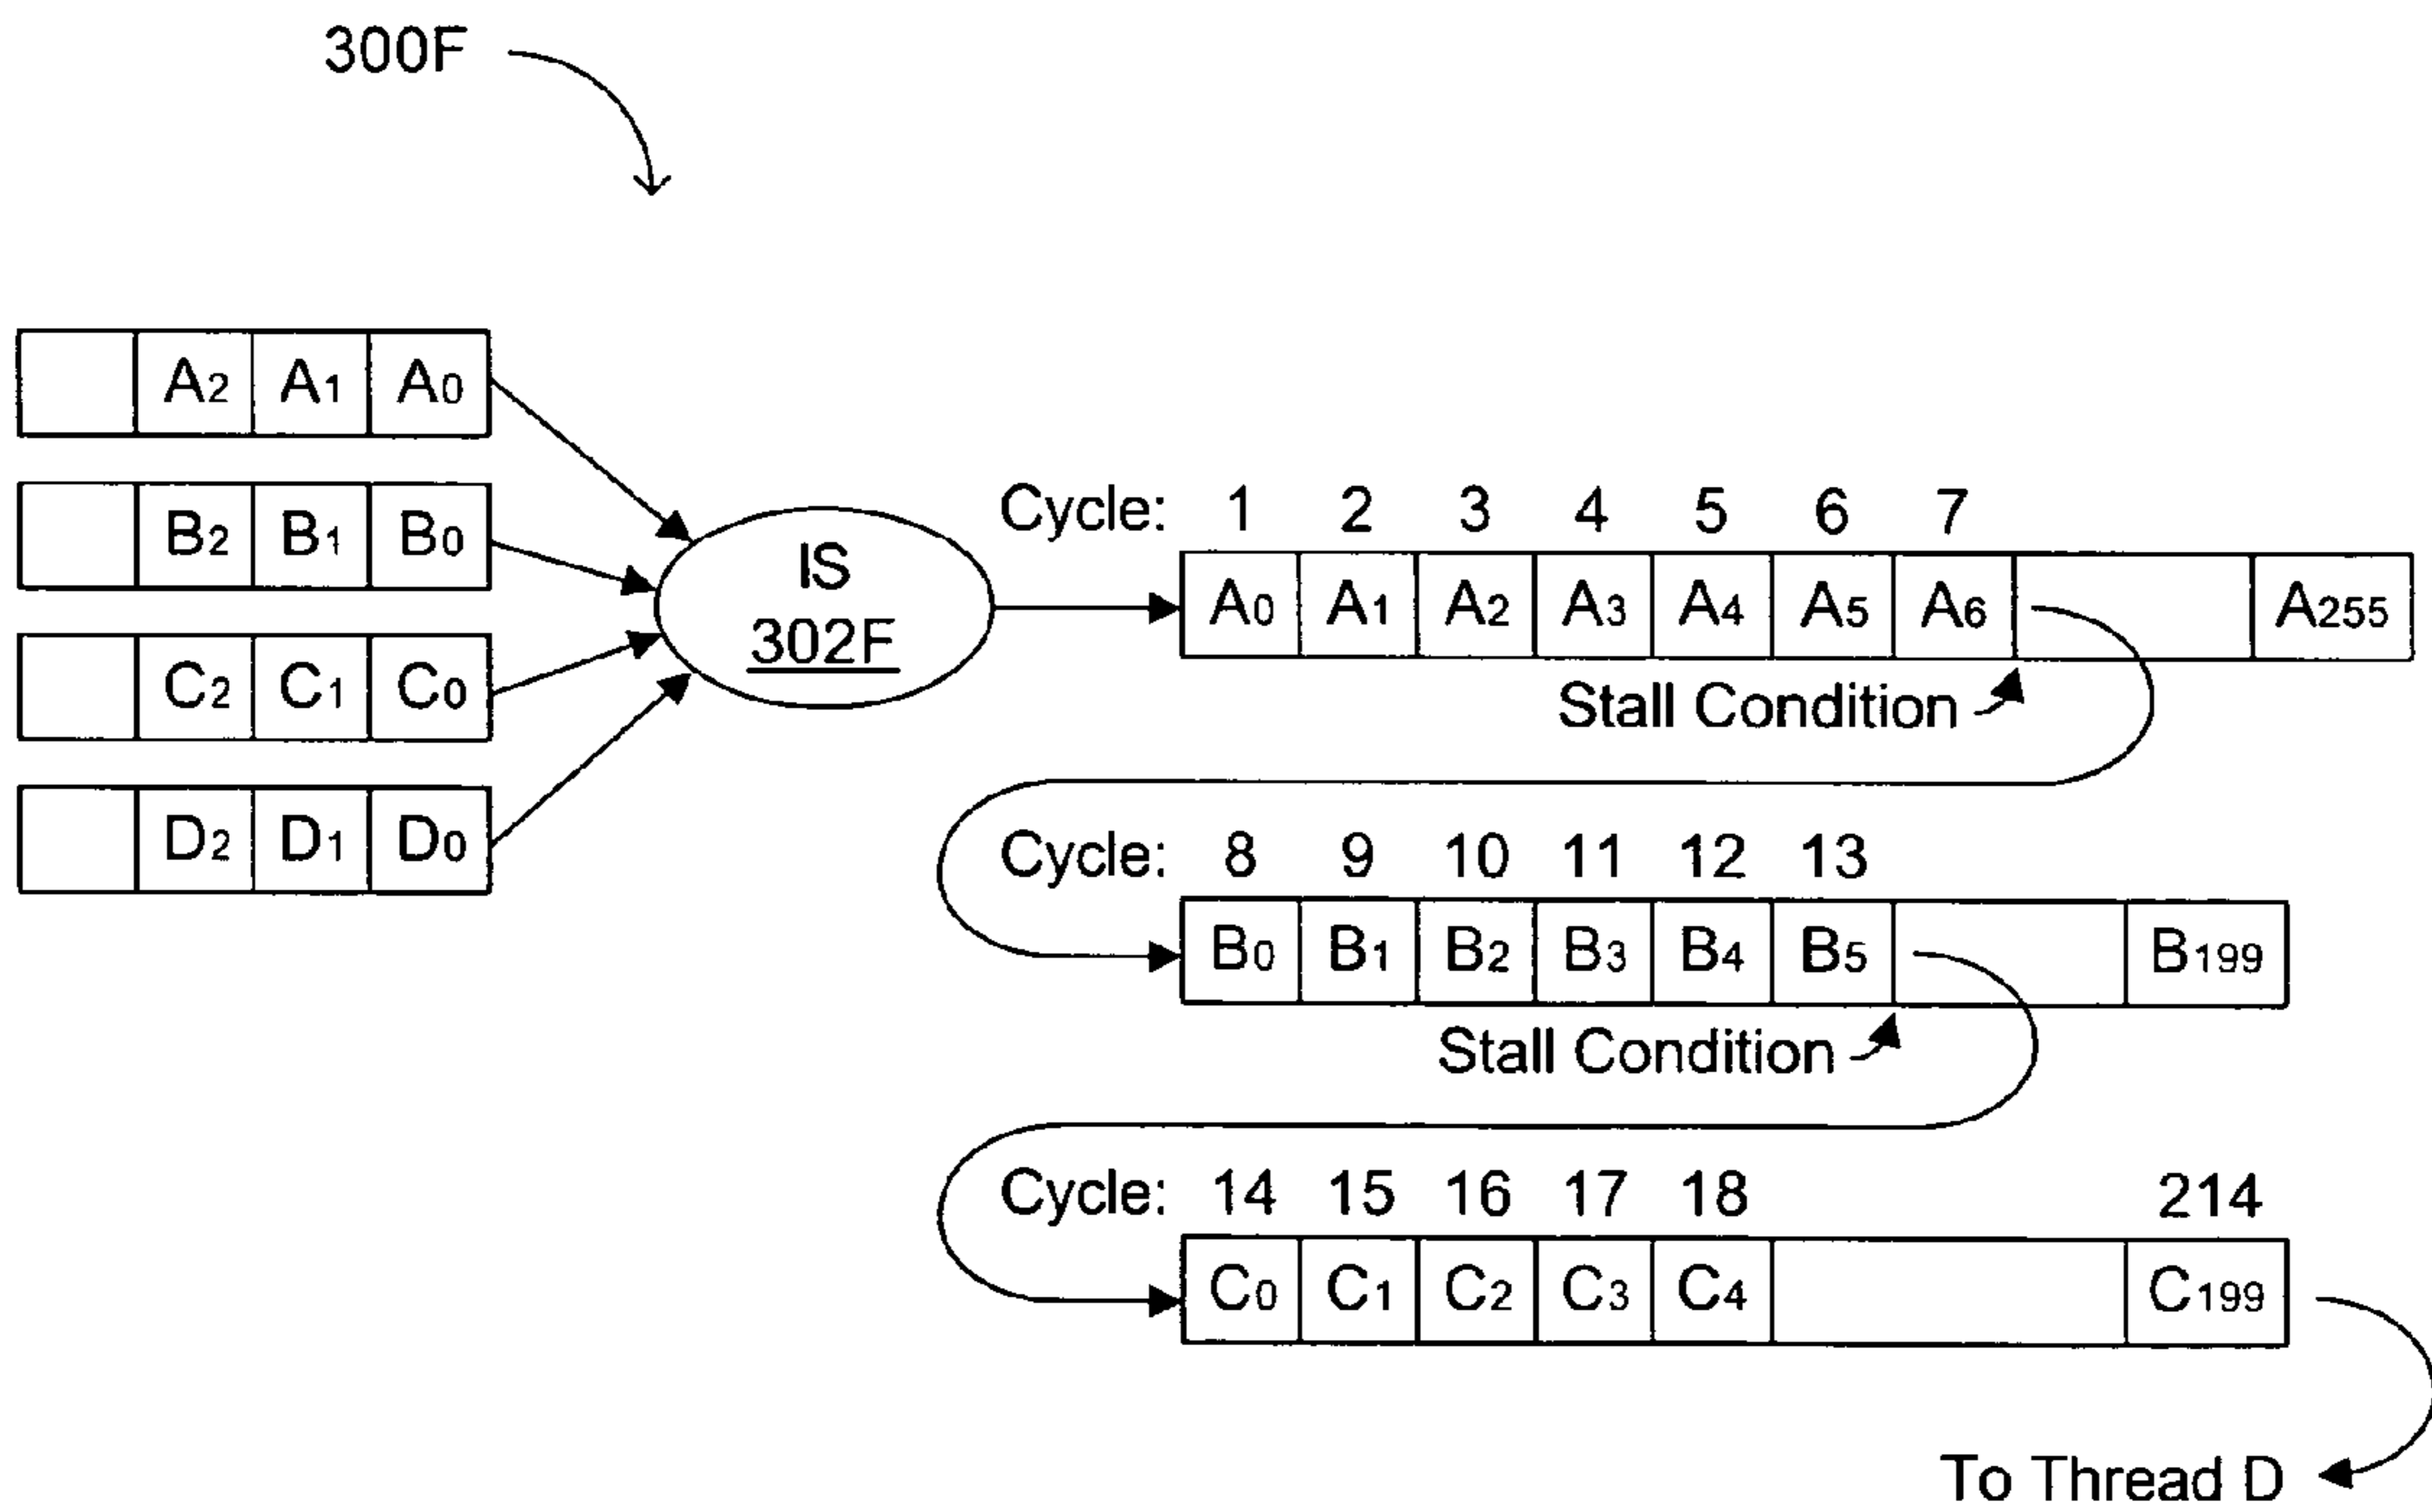 300F
A2 A1 A0
B2 B1 B0
C2 C1 C0
D2 D1 D0
IS
302F
Cycle: 1 2 3 4 5 6 7
A0 A1 A2 A3 A4 A5 A6 A255
Stall Condition
Cycle: 8 9 10 11 12 13
B0 B1 B2 B3 B4 B5 B199
Stall Condition
Cycle: 14 15 16 17 18 214
C0 C1 C2 C3 C4 C199
To Thread D